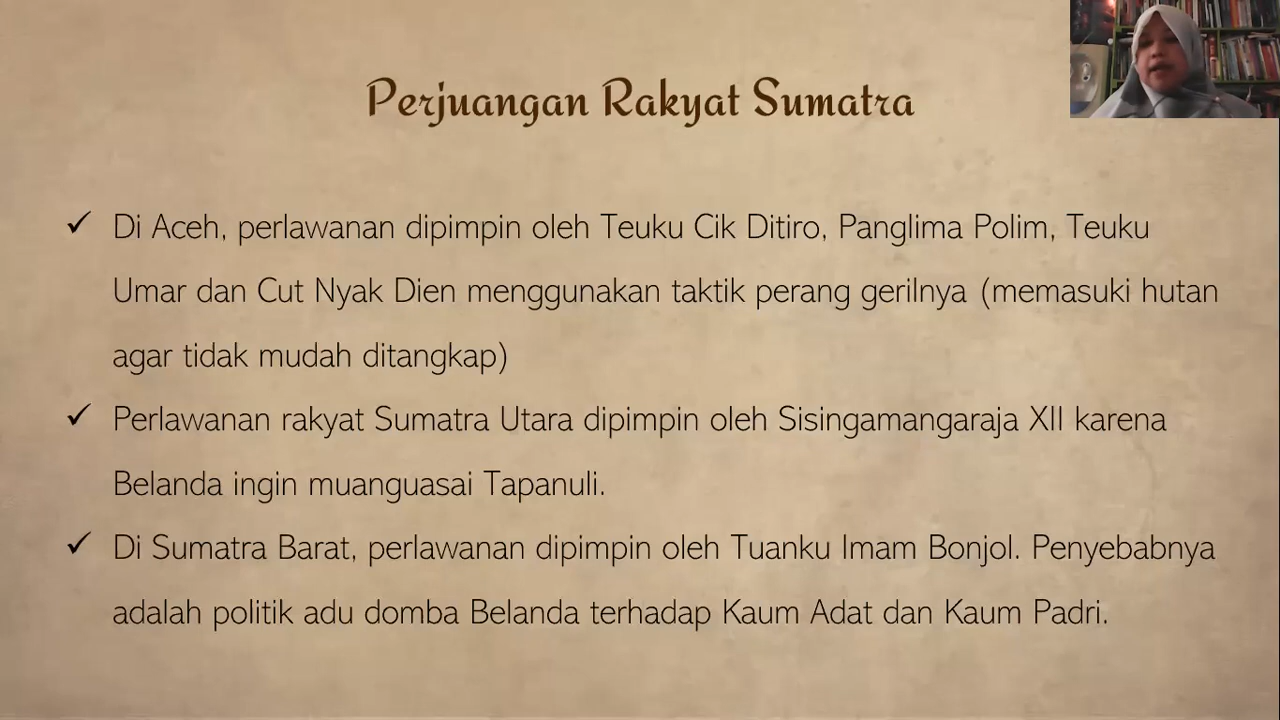 Perjuangan Rakyat Sumatra
✓ Di Aceh, perlawanan dipimpin oleh Teuku Cik Ditiro, Panglima Polim, Teuku
Umar dan Cut Nyak Dien menggunakan taktik perang gerilnya (memasuki hutan
agar tidak mudah ditangkap)
✓ Perlawanan rakyat Sumatra Utara dipimpin oleh Sisingamangaraja XII karena
Belanda ingin muanguasai Tapanuli.
✓ Di Sumatra Barat, perlawanan dipimpin oleh Tuanku Imam Bonjol. Penyebabnya
adalah politik adu domba Belanda terhadap Kaum Adat dan Kaum Padri.